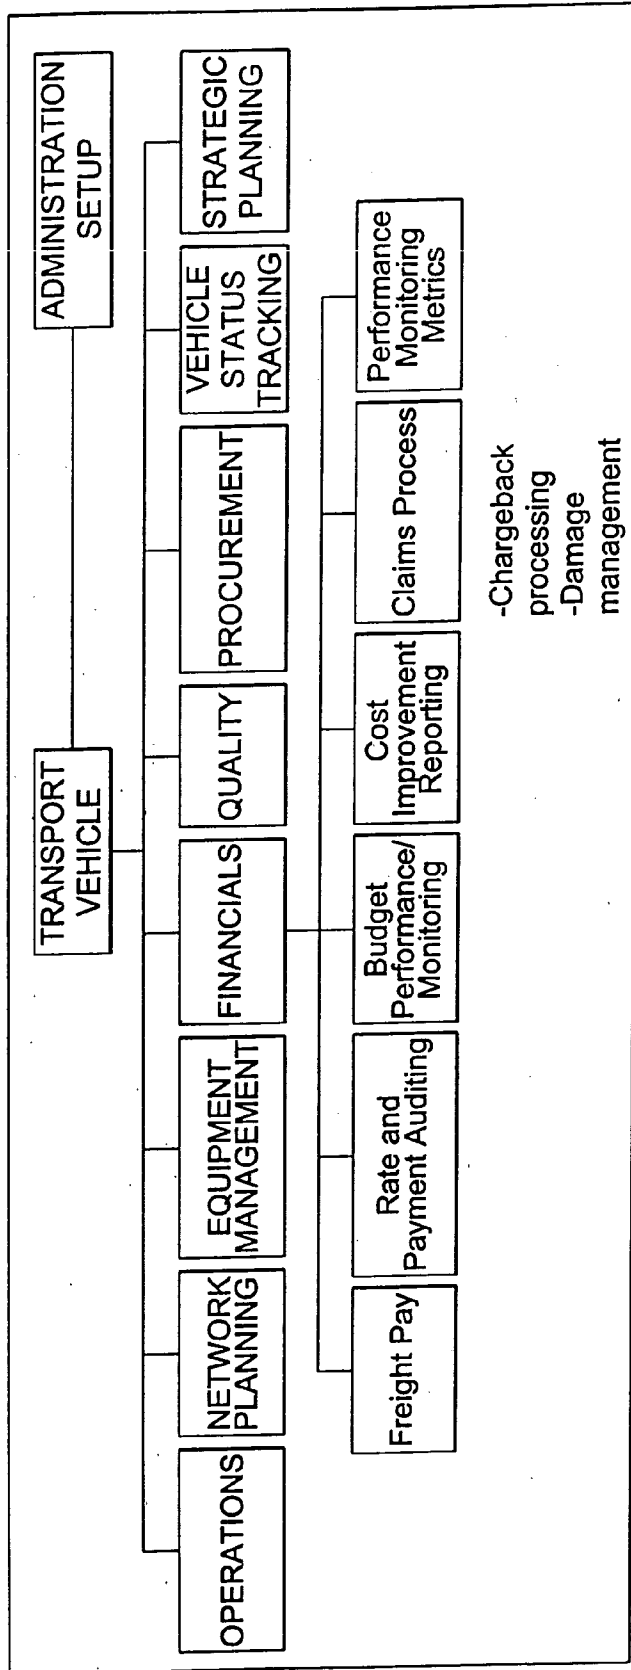 TRANSPORT
VEHICLE
ADMINISTRATION
SETUP
OPERATIONS
NETWORK
PLANNING
EQUIPMENT
MANAGEMENT
FINANCIALS
QUALITY
PROCUREMENT
VEHICLE
STATUS
TRACKING
STRATEGIC
PLANNING
Freight Pay
Rate and
Payment Auditing
Budget
Performance/
Monitoring
Cost
Improvement
Reporting
Claims Process
Performance
Monitoring
Metrics
-Chargeback
processing
-Damage
management